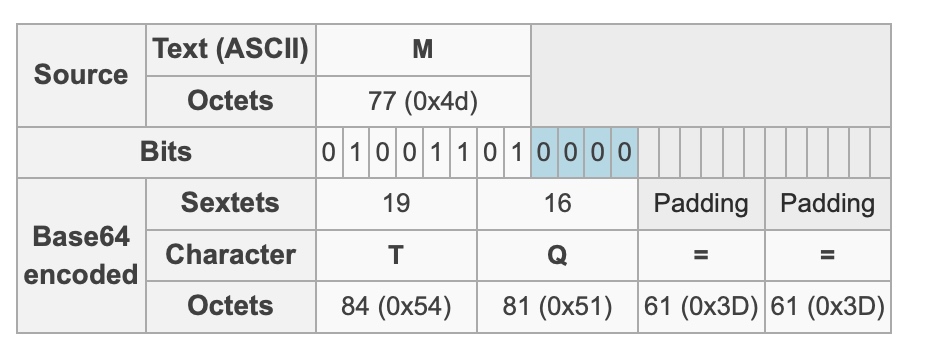 Source Text (ASCII) M
Octets 77 (0x4d)
Bits 0 1 0 0 1 1 0 1 0 0 0 0
Base64 encoded Sextets 19 16 Padding Padding
Character T Q = =
Octets 84 (0x54) 81 (0x51) 61 (0x3D) 61 (0x3D)